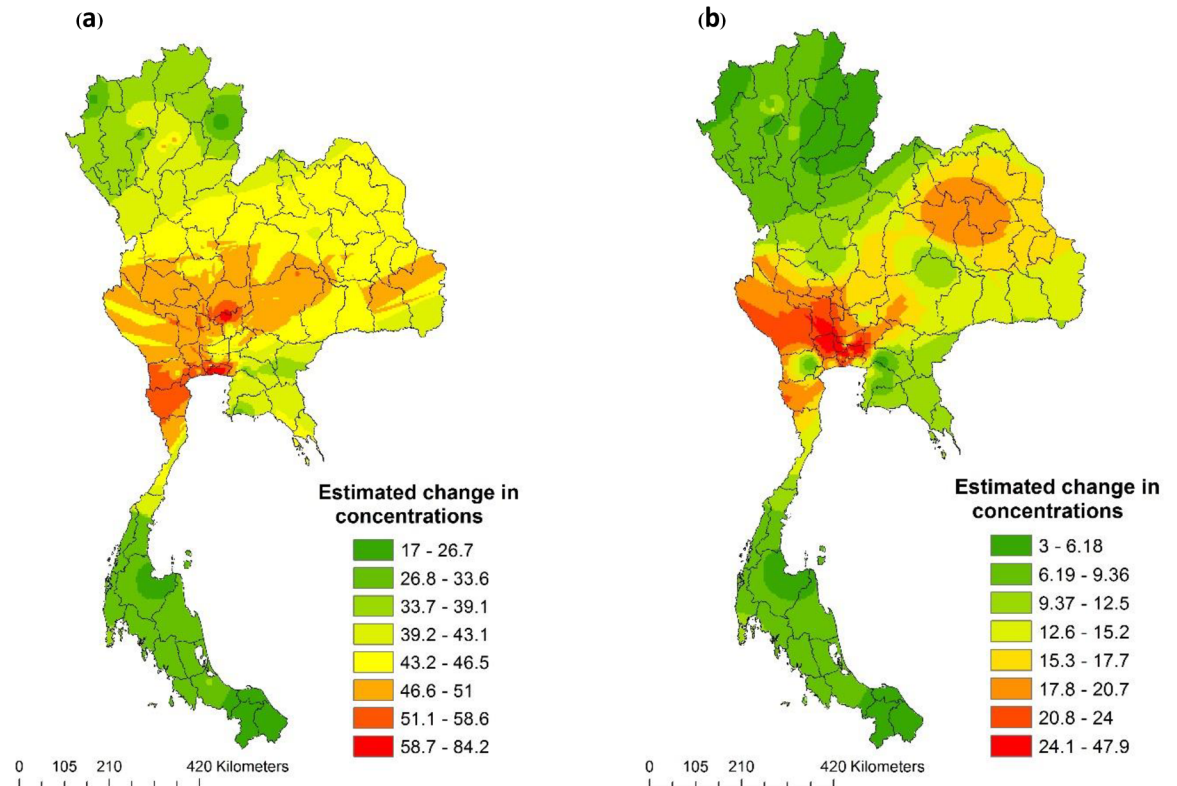 (a)
(b)
Estimated change in
concentrations
17 - 26.7
26.8 - 33.6
33.7 - 39.1
39.2 - 43.1
43.2 - 46.5
46.6 - 51
51.1 - 58.6
58.7 - 84.2
0 105 210 420 Kilometers
Estimated change in
concentrations
3 - 6.18
6.19 - 9.36
9.37 - 12.5
12.6 - 15.2
15.3 - 17.7
17.8 - 20.7
20.8 - 24
24.1 - 47.9
0 105 210 420 Kilometers